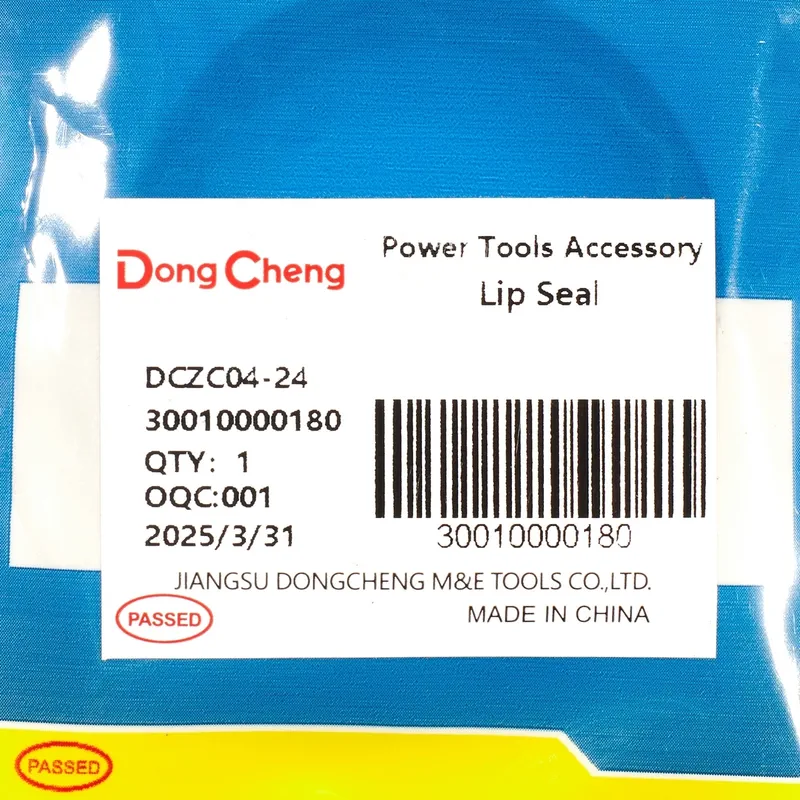 Dong Cheng
Power Tools Accessory
Lip Seal
DCZC04-24
30010000180
QTY: 1
OQC:001
2025/3/31
30010000180
JIANGSU DONGCHENG M&E TOOLS CO.,LTD.
PASSED
MADE IN CHINA
PASSED